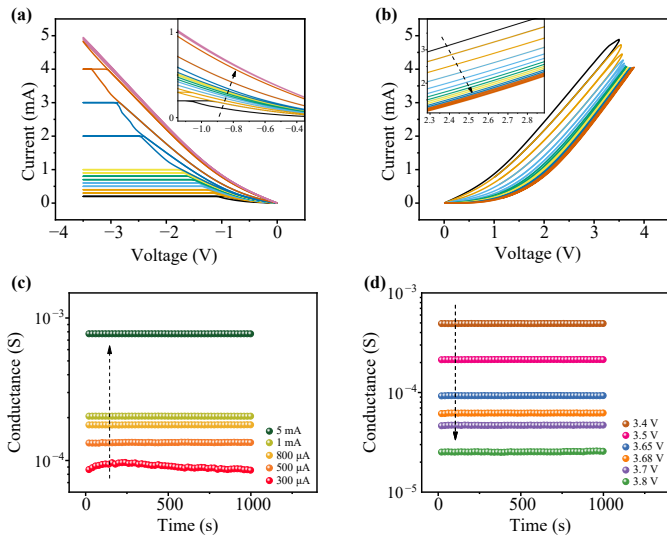 (a)
5
4
3
2
1
0
Current (mA)
−4 −3 −2 −1 0
Voltage (V)
1
0
−1.0 −0.8 −0.6 −0.4
(b)
5
4
3
2
1
0
Current (mA)
0 1 2 3 4
Voltage (V)
3
2
2.3 2.4 2.5 2.6 2.7 2.8
(c)
10⁻³
10⁻⁴
Conductance (S)
0 500 1000
Time (s)
5 mA
1 mA
800 μA
500 μA
300 μA
(d)
10⁻³
10⁻⁴
10⁻⁵
Conductance (S)
0 500 1000
Time (s)
3.4 V
3.5 V
3.65 V
3.68 V
3.7 V
3.8 V